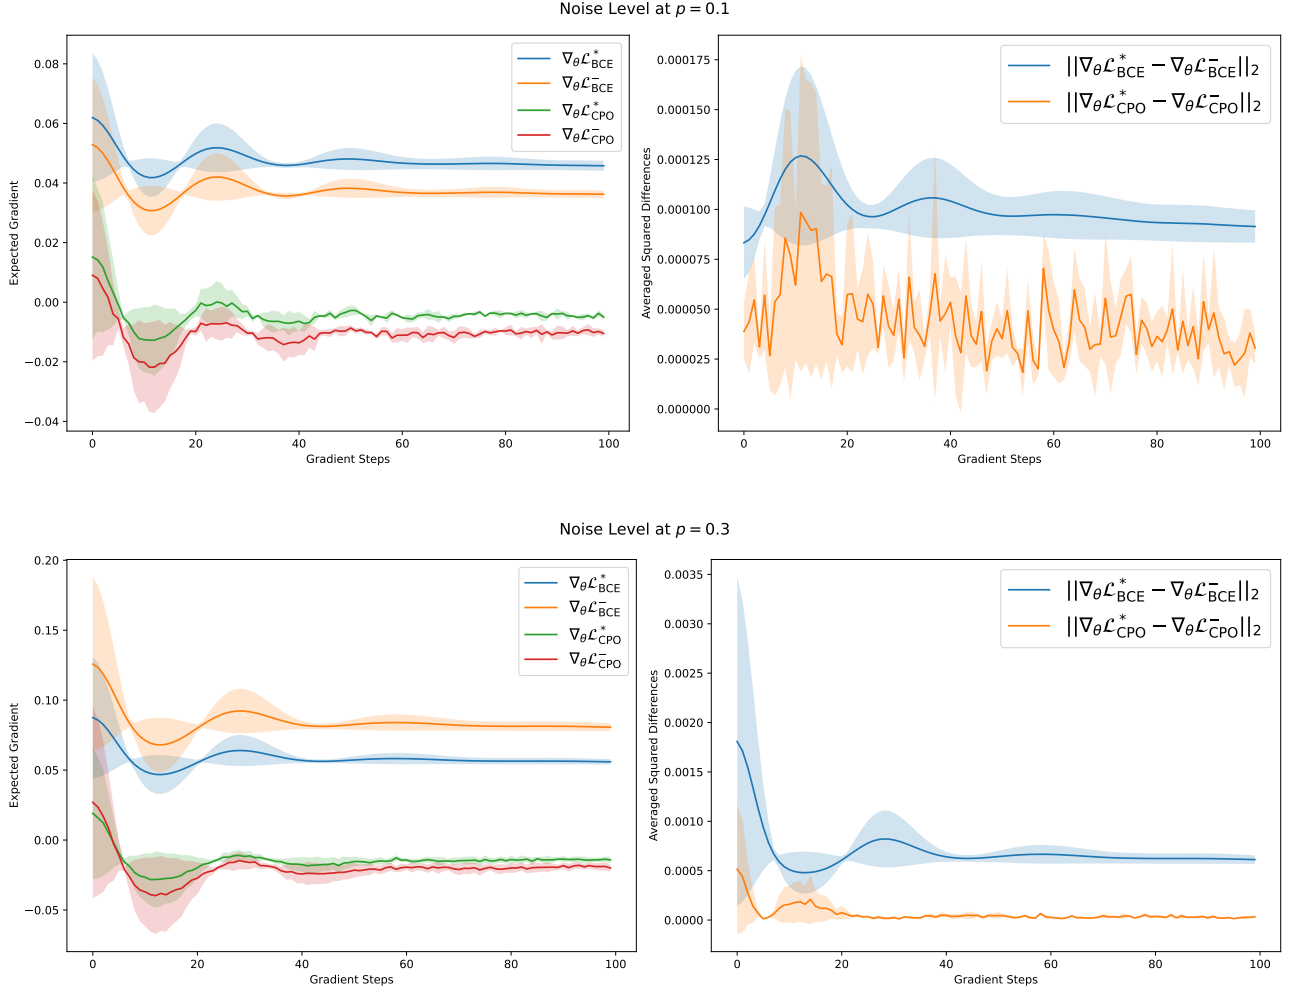 Noise Level at p = 0.1
Expected Gradient
0.08
0.06
0.04
0.02
0.00
−0.02
−0.04
0 20 40 60 80 100
Gradient Steps
∇θℒ*BCE
∇θℒ−BCE
∇θℒ*CPO
∇θℒ−CPO
Averaged Squared Differences
0.000175
0.000150
0.000125
0.000100
0.000075
0.000050
0.000025
0.000000
0 20 40 60 80 100
Gradient Steps
||∇θℒ*BCE − ∇θℒ−BCE||2
||∇θℒ*CPO − ∇θℒ−CPO||2
Noise Level at p = 0.3
Expected Gradient
0.20
0.15
0.10
0.05
0.00
−0.05
0 20 40 60 80 100
Gradient Steps
∇θℒ*BCE
∇θℒ−BCE
∇θℒ*CPO
∇θℒ−CPO
Averaged Squared Differences
0.0035
0.0030
0.0025
0.0020
0.0015
0.0010
0.0005
0.0000
0 20 40 60 80 100
Gradient Steps
||∇θℒ*BCE − ∇θℒ−BCE||2
||∇θℒ*CPO − ∇θℒ−CPO||2